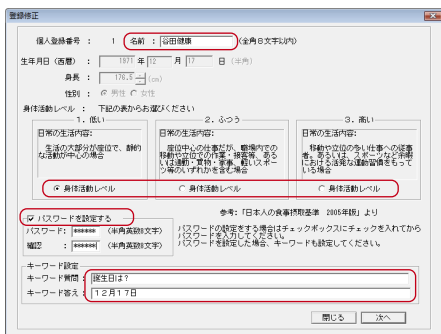 登録修正
個人登録番号 ： 1 名前 ： 谷田健康 (全角８文字以内)
生年月日（西暦） ： 1971 年 12 月 17 日 （半角）
身長 ： 176.5 (cm)
性別 ： 男性 女性
身体活動レベル ： 下記の表からお選びください
１．低い ２．ふつう ３．高い
日常の生活内容: 日常の生活内容: 日常の生活内容:
生活の大部分が座位で、静的な活動が中心の場合
座位中心の仕事だが、職場内での移動や立位での作業・接客等、あるいは通勤・買物・家事、軽いスポーツ等のいずれかを含む場合
移動や立位の多い仕事への従事者。あるいは、スポーツなど余暇における活発な運動習慣をもっている場合
身体活動レベル 身体活動レベル 身体活動レベル
参考：「日本人の食事摂取基準 2005年版」より
パスワードを設定する
パスワード： ****** （半角英数8文字）
確認 ： ****** （半角英数8文字）
パスワードの設定をする場合はチェックボックスにチェックを入れてから
パスワードを入力してください。
パスワードを設定した場合、キーワードも設定してください。
キーワード設定
キーワード質問 ： 誕生日は？
キーワード答え ： １２月１７日
閉じる 次へ